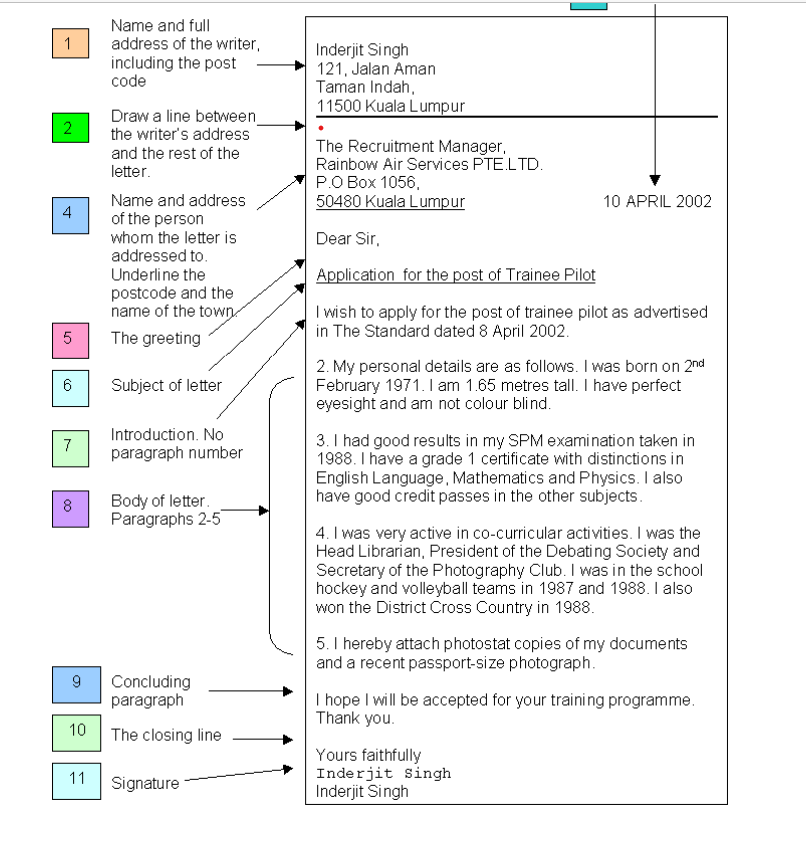 1
Name and full
address of the writer,
including the post
code
2
Draw a line between
the writer's address
and the rest of the
letter.
4
Name and address
of the person
whom the letter is
addressed to.
Underline the
postcode and the
name of the town
5
The greeting
6
Subject of letter
7
Introduction. No
paragraph number
8
Body of letter.
Paragraphs 2-5
9
Concluding
paragraph
10
The closing line
11
Signature
Inderjit Singh
121, Jalan Aman
Taman Indah,
11500 Kuala Lumpur
The Recruitment Manager,
Rainbow Air Services PTE.LTD.
P.O Box 1056,
50480 Kuala Lumpur
10 APRIL 2002
Dear Sir,
Application for the post of Trainee Pilot
I wish to apply for the post of trainee pilot as advertised
in The Standard dated 8 April 2002.
2. My personal details are as follows. I was born on 2nd
February 1971. I am 1.65 metres tall. I have perfect
eyesight and am not colour blind.
3. I had good results in my SPM examination taken in
1988. I have a grade 1 certificate with distinctions in
English Language, Mathematics and Physics. I also
have good credit passes in the other subjects.
4. I was very active in co-curricular activities. I was the
Head Librarian, President of the Debating Society and
Secretary of the Photography Club. I was in the school
hockey and volleyball teams in 1987 and 1988. I also
won the District Cross Country in 1988.
5. I hereby attach photostat copies of my documents
and a recent passport-size photograph.
I hope I will be accepted for your training programme.
Thank you.
Yours faithfully
Inderjit Singh
Inderjit Singh